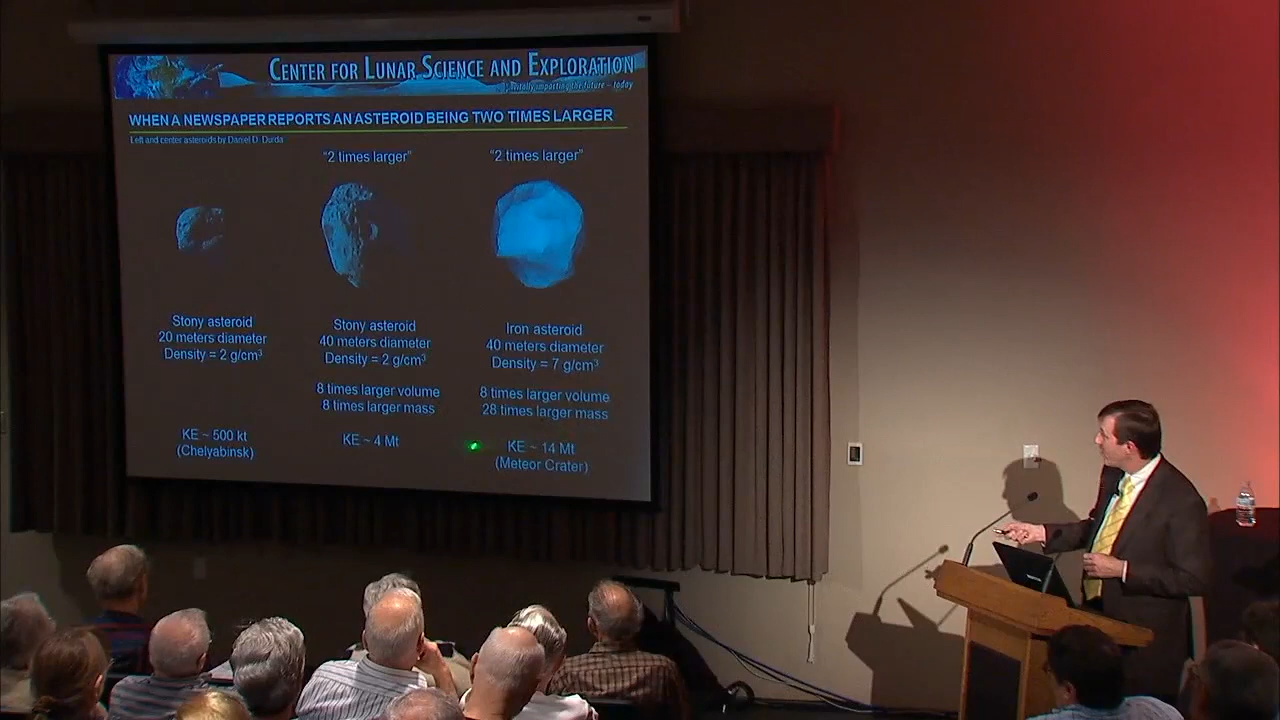 CENTER FOR LUNAR SCIENCE AND EXPLORATION
impacting the future – today
WHEN A NEWSPAPER REPORTS AN ASTEROID BEING TWO TIMES LARGER
Left and center asteroids by Daniel D. Durda
"2 times larger"
"2 times larger"
Stony asteroid
20 meters diameter
Density = 2 g/cm³
Stony asteroid
40 meters diameter
Density = 2 g/cm³
Iron asteroid
40 meters diameter
Density = 7 g/cm³
8 times larger volume
8 times larger mass
8 times larger volume
28 times larger mass
KE ~ 500 kt
(Chelyabinsk)
KE ~ 4 Mt
KE ~ 14 Mt
(Meteor Crater)